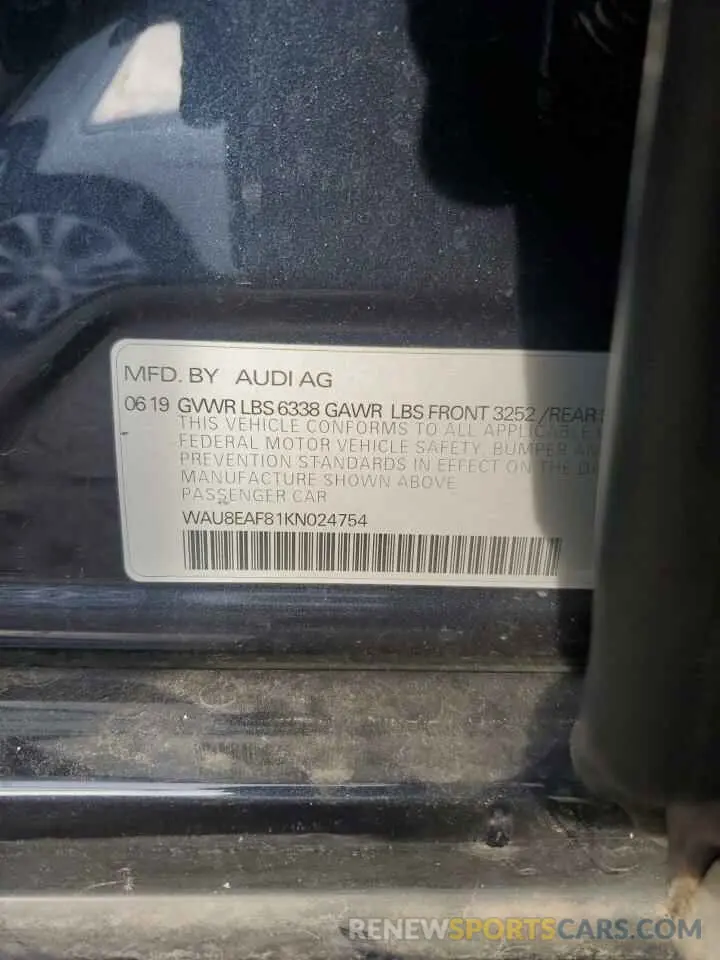 MFD. BY AUDI AG
06 19 GVWR LBS 6338 GAWR LBS FRONT 3252 /REAR
THIS VEHICLE CONFORMS TO ALL APPLICABLE
FEDERAL MOTOR VEHICLE SAFETY, BUMPER
PREVENTION STANDARDS IN EFFECT ON THE
MANUFACTURE SHOWN ABOVE
PASSENGER CAR
WAU8EAF81KN024754
RENEWSPORTSCARS.COM